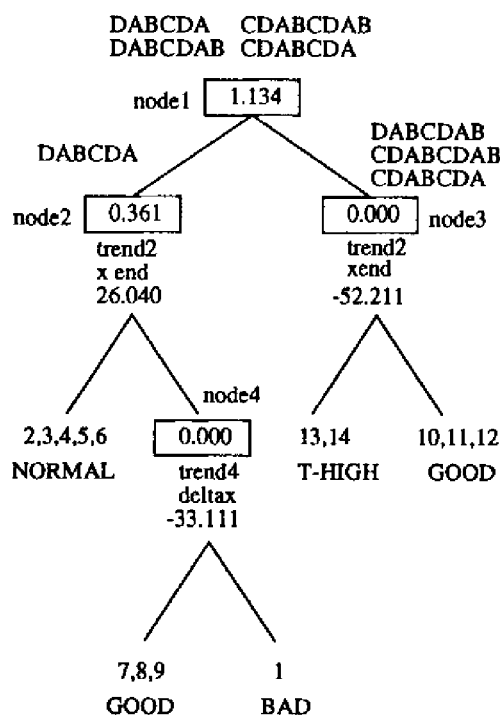 DABCDA CDABCDAB
DABCDAB CDABCDA
node1 1.134
DABCDA
DABCDAB
CDABCDAB
CDABCDA
node2 0.361
0.000 node3
trend2
x end
26.040
trend2
xend
-52.211
node4
2,3,4,5,6
NORMAL
0.000
trend4
deltax
-33.111
13,14
T-HIGH
10,11,12
GOOD
7,8,9
GOOD
1
BAD